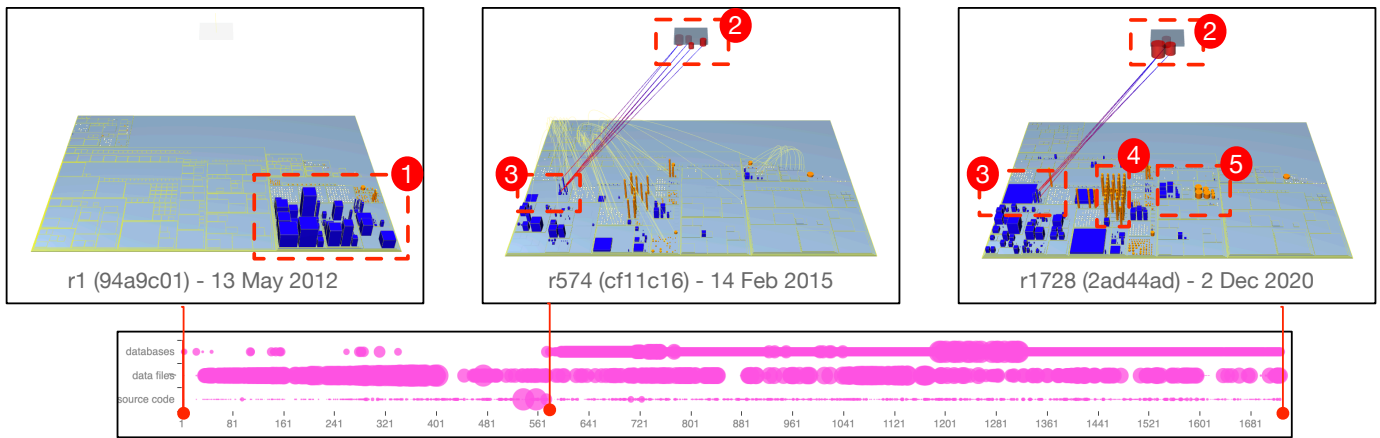 2
2
1
3
3
4
5
r1 (94a9c01) - 13 May 2012
r574 (cf11c16) - 14 Feb 2015
r1728 (2ad44ad) - 2 Dec 2020
databases
data files
source code
1 81 161 241 321 401 481 561 641 721 801 881 961 1041 1121 1201 1281 1361 1441 1521 1601 1681